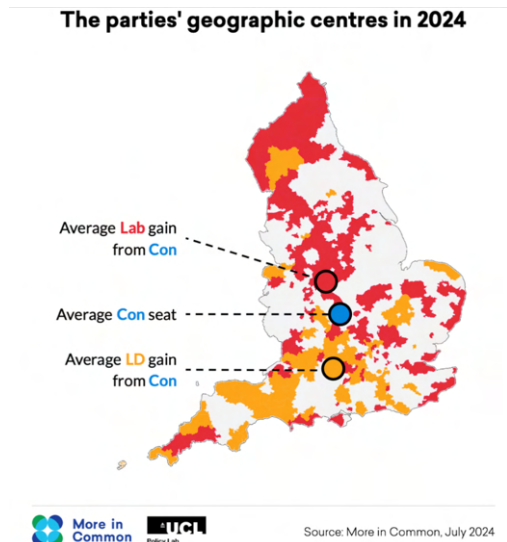 The parties' geographic centres in 2024
Average Lab gain
from Con
Average Con seat
Average LD gain
from Con
More in
Common
UCL
Policy Lab
Source: More in Common, July 2024